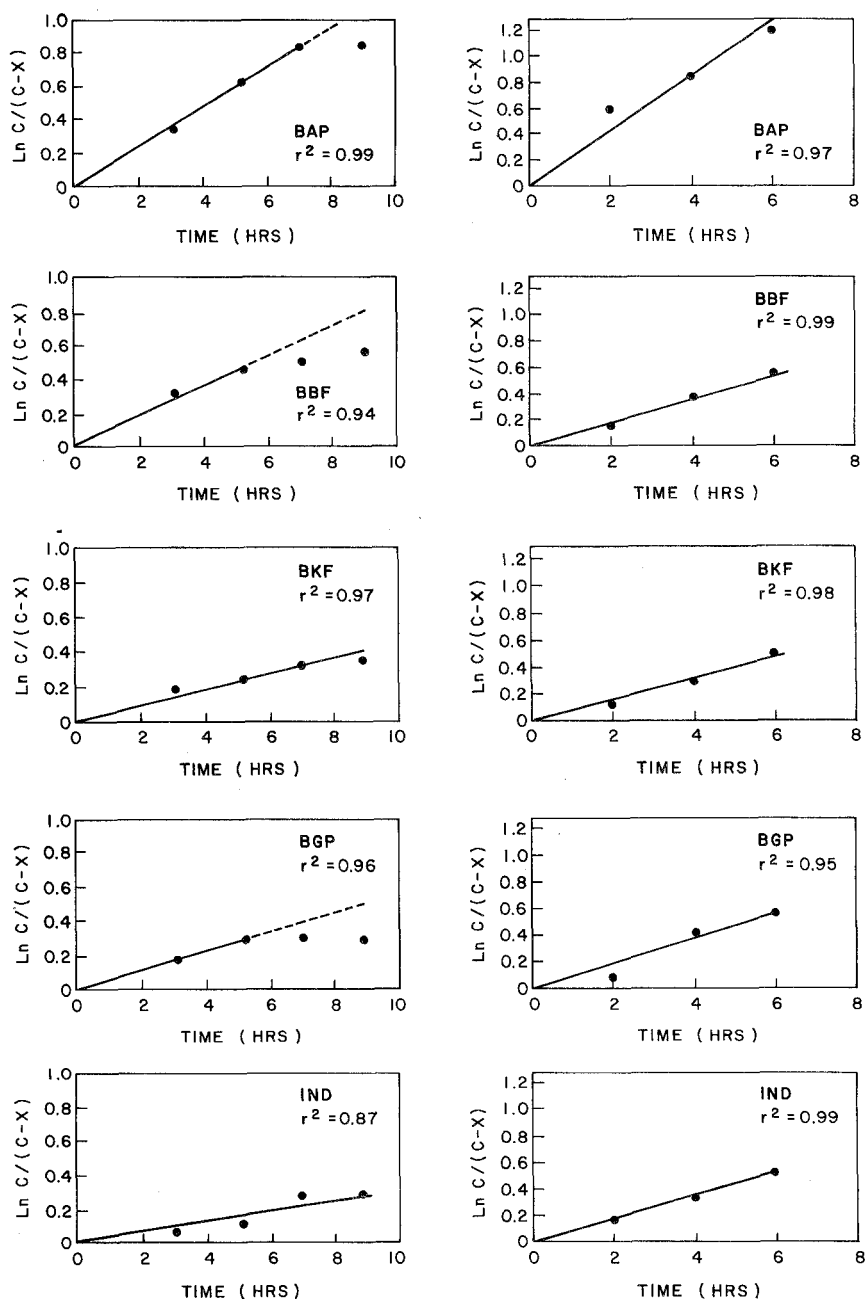 Ln C/(C-X)
1.0
0.8
0.6
0.4
0.2
0
BAP
r² = 0.99
0 2 4 6 8 10
TIME (HRS)
Ln C/(C-X)
1.2
1.0
0.8
0.6
0.4
0.2
0
BAP
r² = 0.97
0 2 4 6 8
TIME (HRS)
Ln C/(C-X)
1.0
0.8
0.6
0.4
0.2
0
BBF
r² = 0.94
0 2 4 6 8 10
TIME (HRS)
Ln C/(C-X)
1.2
1.0
0.8
0.6
0.4
0.2
0
BBF
r² = 0.99
0 2 4 6 8
TIME (HRS)
Ln C/(C-X)
1.0
0.8
0.6
0.4
0.2
0
BKF
r² = 0.97
0 2 4 6 8 10
TIME (HRS)
Ln C/(C-X)
1.2
1.0
0.8
0.6
0.4
0.2
0
BKF
r² = 0.98
0 2 4 6 8
TIME (HRS)
Ln C/(C-X)
1.0
0.8
0.6
0.4
0.2
0
BGP
r² = 0.96
0 2 4 6 8 10
TIME (HRS)
Ln C/(C-X)
1.2
1.0
0.8
0.6
0.4
0.2
0
BGP
r² = 0.95
0 2 4 6 8
TIME (HRS)
Ln C/(C-X)
1.0
0.8
0.6
0.4
0.2
0
IND
r² = 0.87
0 2 4 6 8 10
TIME (HRS)
Ln C/(C-X)
1.2
1.0
0.8
0.6
0.4
0.2
0
IND
r² = 0.99
0 2 4 6 8
TIME (HRS)